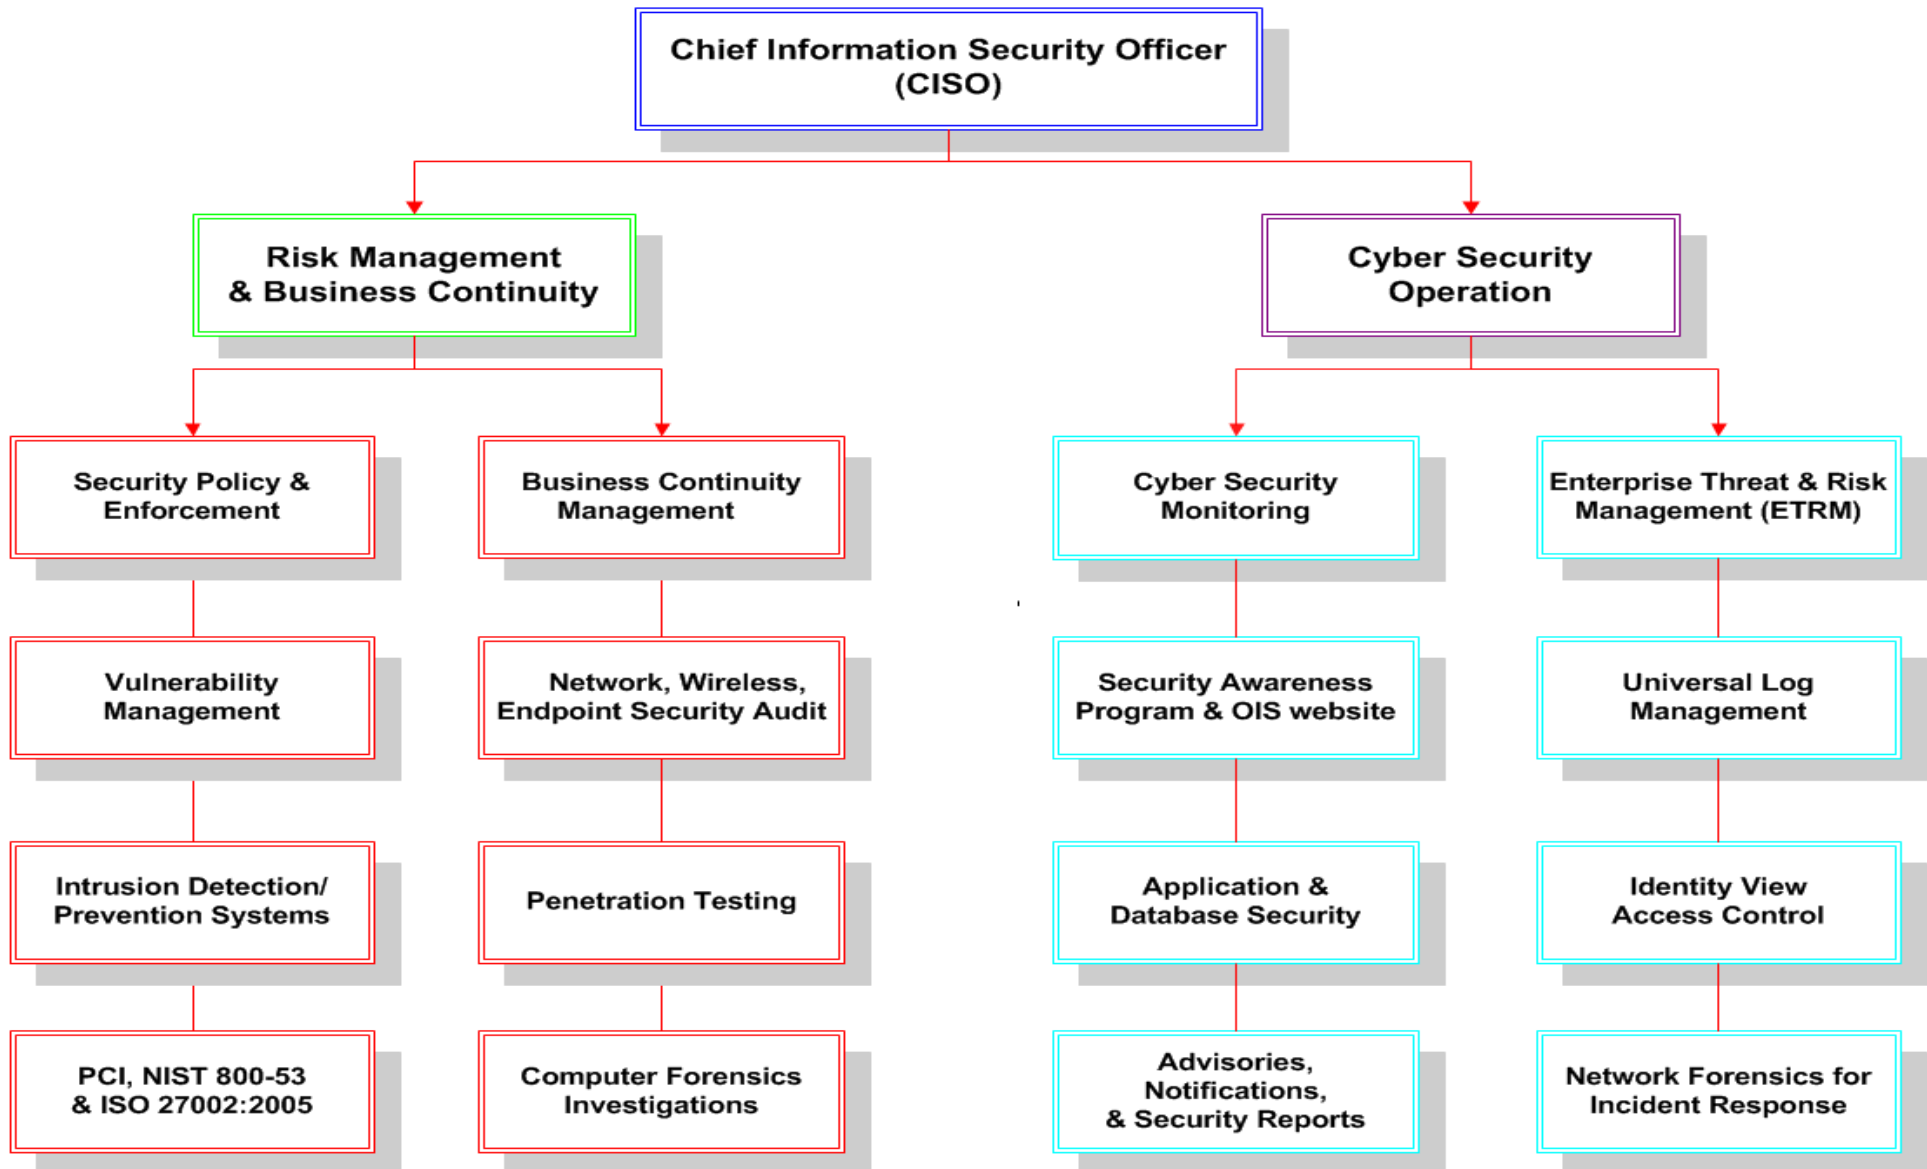 Chief Information Security Officer
(CISO)
Risk Management
& Business Continuity
Cyber Security
Operation
Security Policy &
Enforcement
Business Continuity
Management
Cyber Security
Monitoring
Enterprise Threat & Risk
Management (ETRM)
Vulnerability
Management
Network, Wireless,
Endpoint Security Audit
Security Awareness
Program & OIS website
Universal Log
Management
Intrusion Detection/
Prevention Systems
Penetration Testing
Application &
Database Security
Identity View
Access Control
PCI, NIST 800-53
& ISO 27002:2005
Computer Forensics
Investigations
Advisories,
Notifications,
& Security Reports
Network Forensics for
Incident Response